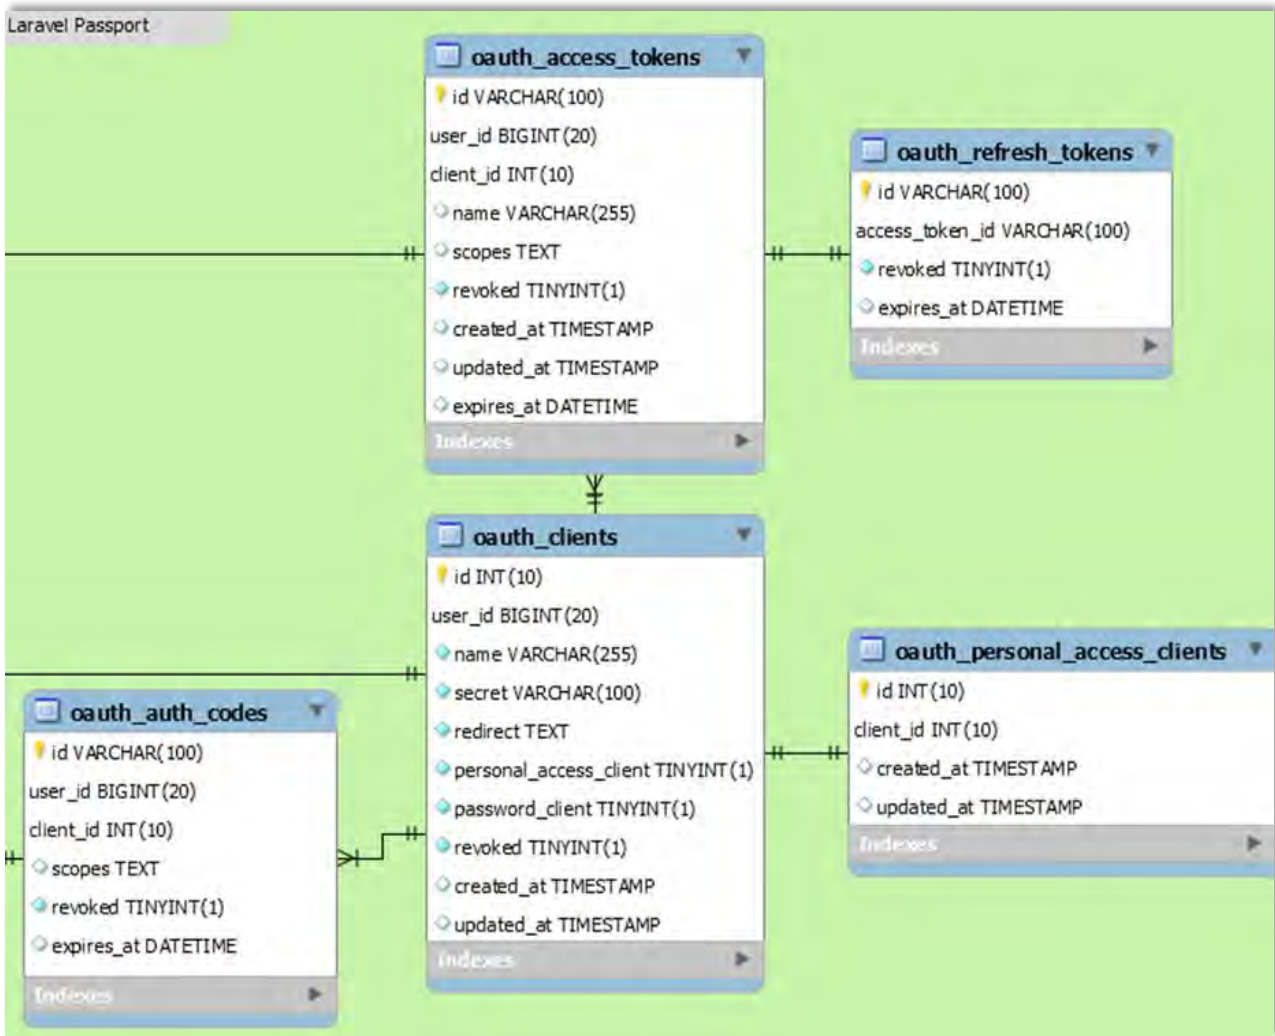 Laravel Passport
oauth_access_tokens
id VARCHAR(100)
user_id BIGINT(20)
client_id INT(10)
name VARCHAR(255)
scopes TEXT
revoked TINYINT(1)
created_at TIMESTAMP
updated_at TIMESTAMP
expires_at DATETIME
Indexes
oauth_refresh_tokens
id VARCHAR(100)
access_token_id VARCHAR(100)
revoked TINYINT(1)
expires_at DATETIME
Indexes
oauth_clients
id INT(10)
user_id BIGINT(20)
name VARCHAR(255)
secret VARCHAR(100)
redirect TEXT
personal_access_client TINYINT(1)
password_client TINYINT(1)
revoked TINYINT(1)
created_at TIMESTAMP
updated_at TIMESTAMP
Indexes
oauth_personal_access_clients
id INT(10)
client_id INT(10)
created_at TIMESTAMP
updated_at TIMESTAMP
Indexes
oauth_auth_codes
id VARCHAR(100)
user_id BIGINT(20)
client_id INT(10)
scopes TEXT
revoked TINYINT(1)
expires_at DATETIME
Indexes